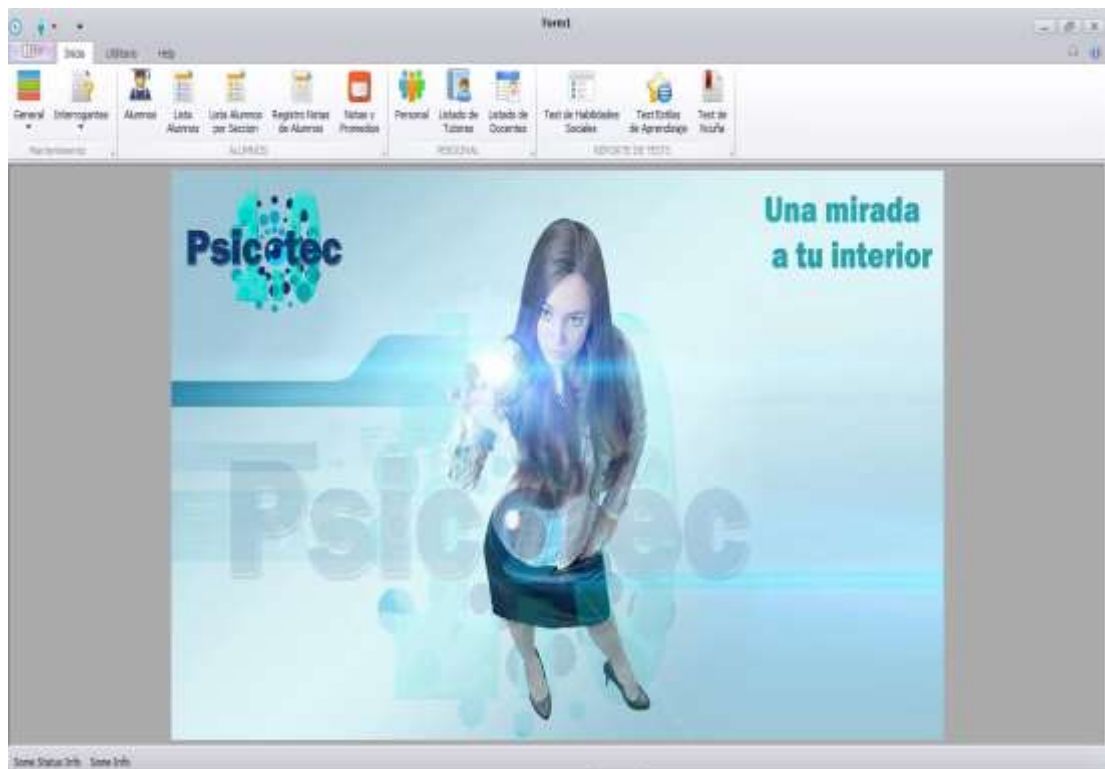 Form1
Inicio Utilitario Help
General Interrogantes Alumnos Lista Alumnos Lista Alumnos por Seccion Registro Notas de Alumnos Notas y Promedios Personal Listado de Tutores Listado de Docentes Test de Habilidades Sociales Test Estilos de Aprendizaje Test de
Mantenimiento ALUMNOS PERSONAL REPORTE DE TESTS
Psicotec
Una mirada
a tu interior
Psicotec
Some Status Info Some Info